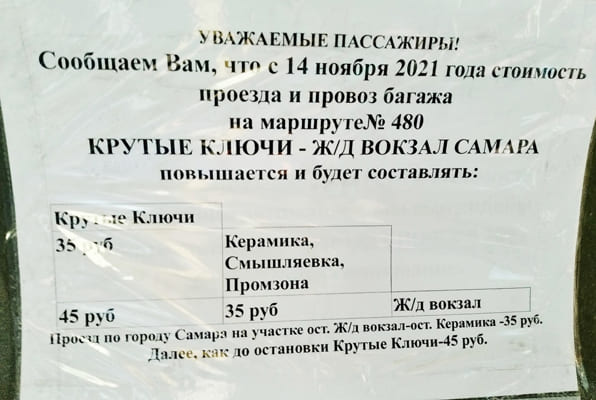 УВАЖАЕМЫЕ ПАССАЖИРЫ!
Сообщаем Вам, что с 14 ноября 2021 года стоимость
проезда и провоз багажа
на маршруте№ 480
КРУТЫЕ КЛЮЧИ - Ж/Д ВОКЗАЛ САМАРА
повышается и будет составлять:
Крутые Ключи
35 руб
Керамика,
Смышляевка,
Промзона
45 руб
35 руб
Ж/д вокзал
Проезд по городу Самара на участке ост. Ж/д вокзал-ост. Керамика -35 руб.
Далее, как до остановки Крутые Ключи-45 руб.